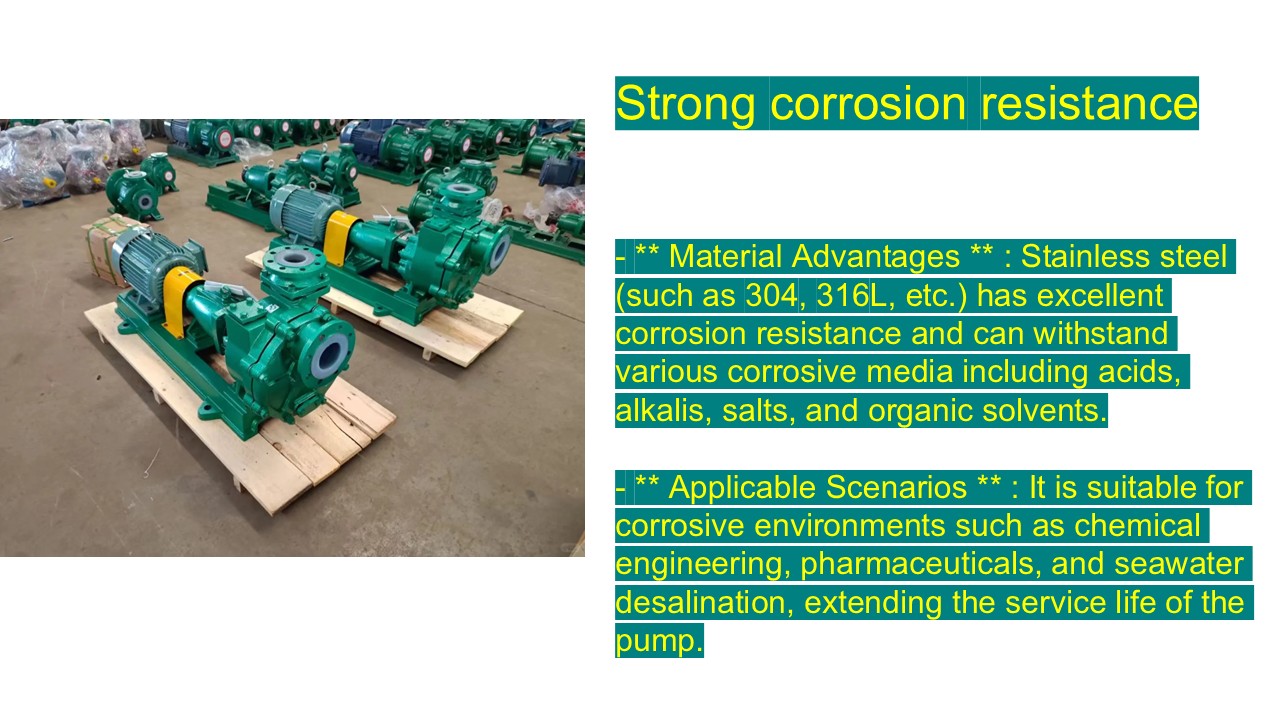 Strong corrosion resistance
- ** Material Advantages ** : Stainless steel
(such as 304, 316L, etc.) has excellent
corrosion resistance and can withstand
various corrosive media including acids,
alkalis, salts, and organic solvents.
- ** Applicable Scenarios ** : It is suitable for
corrosive environments such as chemical
engineering, pharmaceuticals, and seawater
desalination, extending the service life of the
pump.